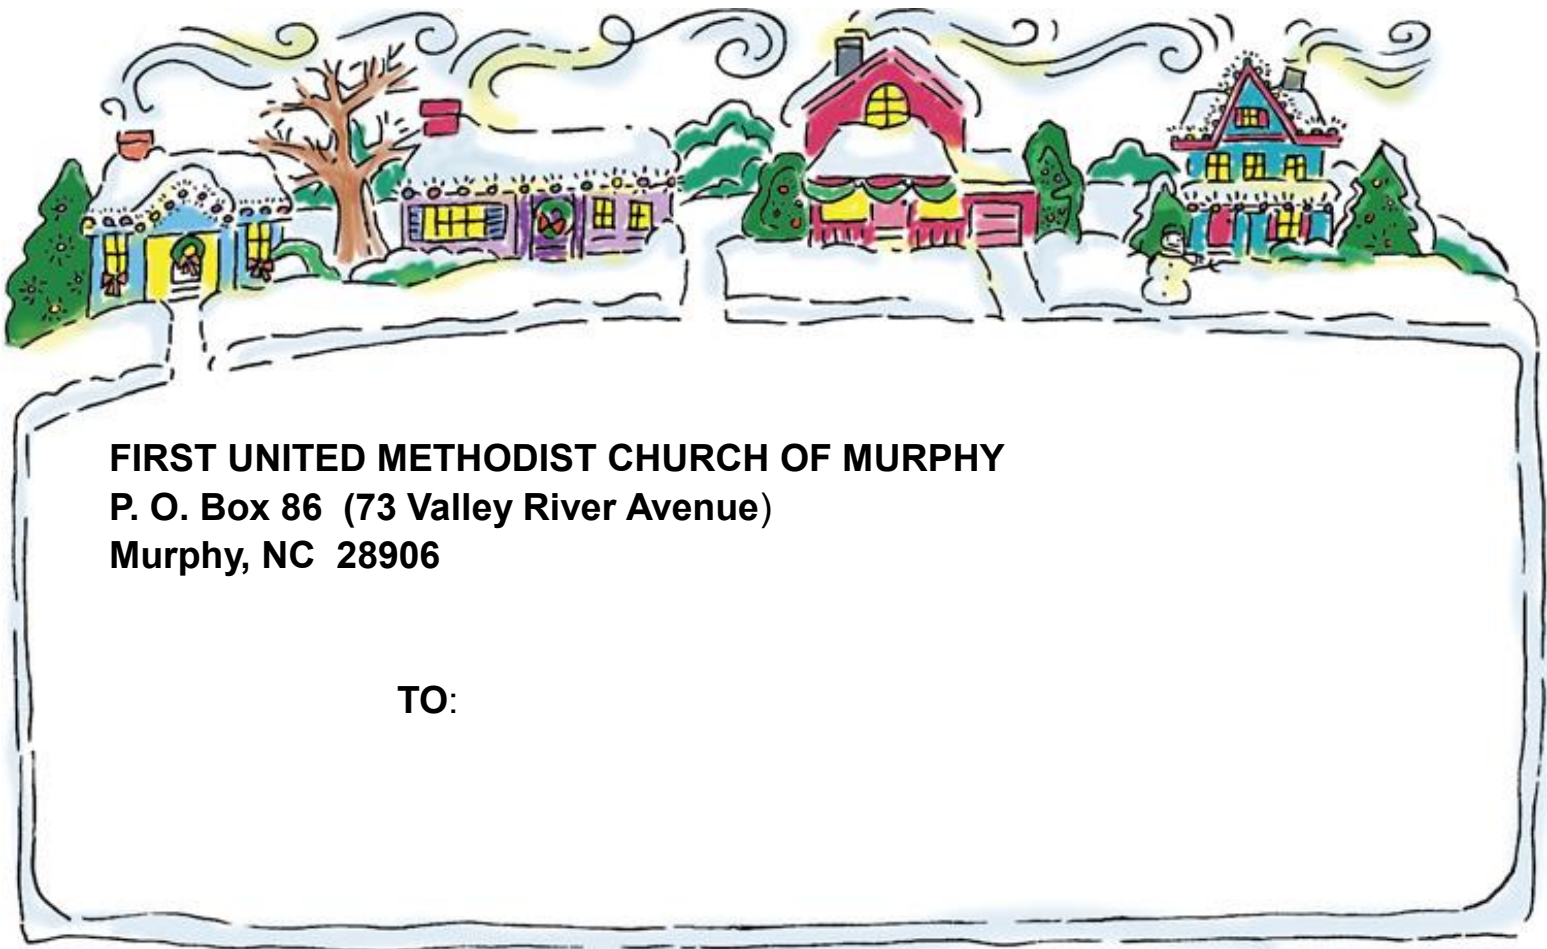 FIRST UNITED METHODIST CHURCH OF MURPHY
P. O. Box 86  (73 Valley River Avenue)
Murphy, NC  28906
TO: